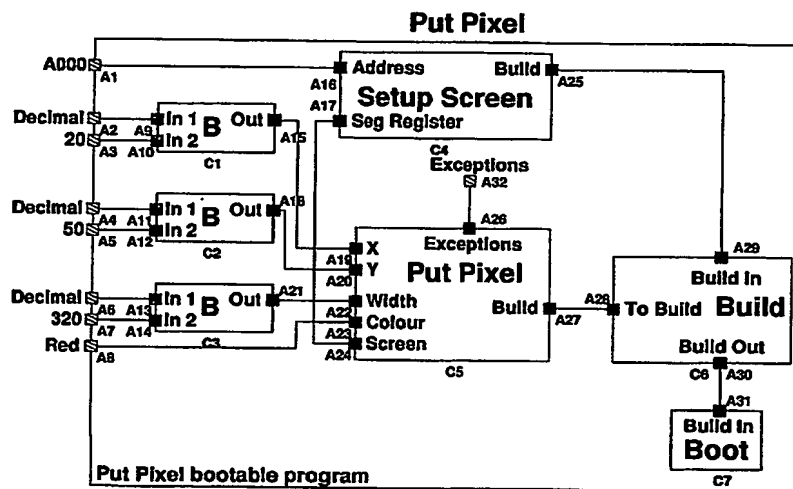 Put Pixel
A000
A1
A16
Address
Build
A25
Setup Screen
A17
Seg Register
C4
Decimal
A2
A9
In 1
B
Out
A15
20
A3
A10
In 2
C1
Exceptions
A32
Decimal
A4
A11
In 1
B
Out
A18
50
A5
A12
In 2
C2
A26
Exceptions
A19
X
Put Pixel
A20
Y
A29
Build In
Decimal
A6
A13
In 1
B
Out
A21
Width
Build
A27
A28
To Build
Build
320
A7
A14
In 2
C3
A22
Colour
Red
A8
A23
A24
Screen
C5
Build Out
C6
A30
A31
Build In
Boot
C7
Put Pixel bootable program